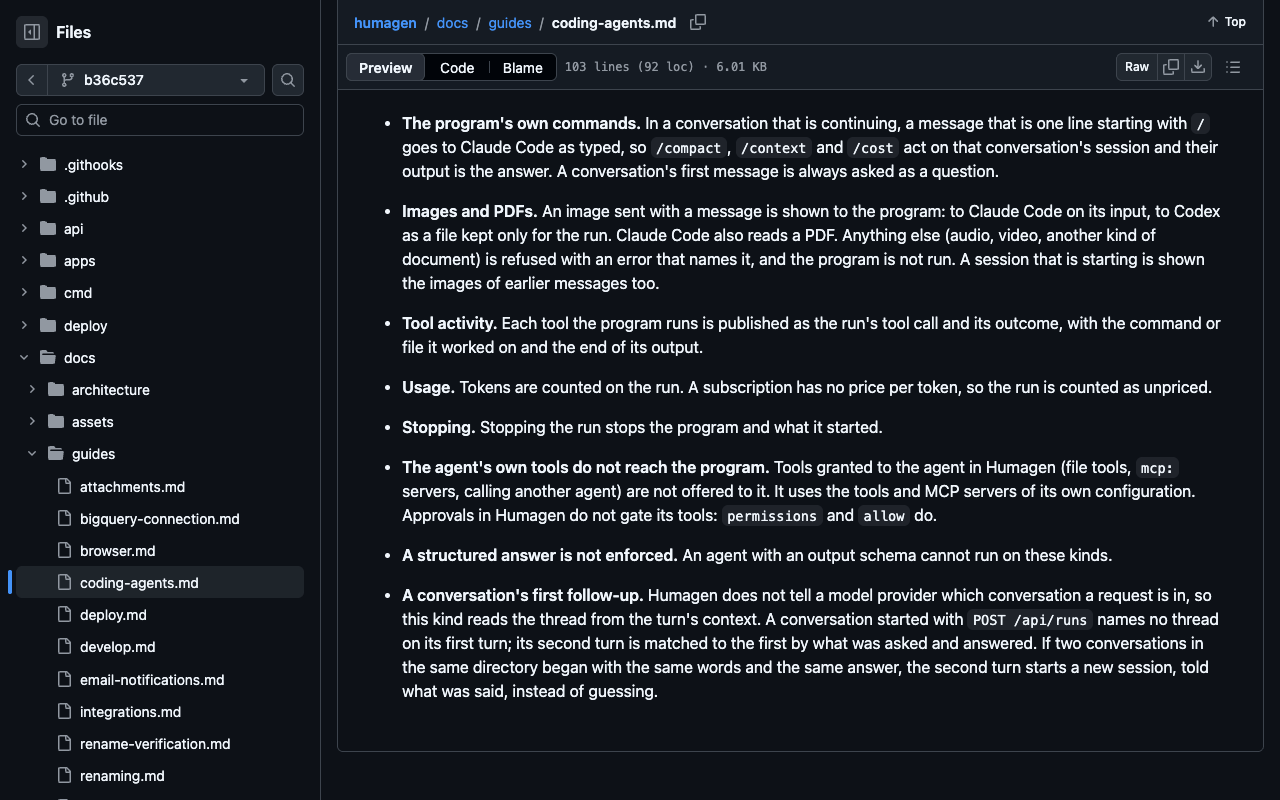 Files
humagen / docs / guides / coding-agents.md
Top
b36c537
Preview Code Blame 103 lines (92 loc) · 6.01 KB
Raw
Go to file
.githooks
.github
api
apps
cmd
deploy
docs
architecture
assets
guides
attachments.md
bigquery-connection.md
browser.md
coding-agents.md
deploy.md
develop.md
email-notifications.md
integrations.md
rename-verification.md
renaming.md
• The program's own commands. In a conversation that is continuing, a message that is one line starting with /
goes to Claude Code as typed, so /compact , /context and /cost act on that conversation's session and their
output is the answer. A conversation's first message is always asked as a question.
• Images and PDFs. An image sent with a message is shown to the program: to Claude Code on its input, to Codex
as a file kept only for the run. Claude Code also reads a PDF. Anything else (audio, video, another kind of
document) is refused with an error that names it, and the program is not run. A session that is starting is shown
the images of earlier messages too.
• Tool activity. Each tool the program runs is published as the run's tool call and its outcome, with the command or
file it worked on and the end of its output.
• Usage. Tokens are counted on the run. A subscription has no price per token, so the run is counted as unpriced.
• Stopping. Stopping the run stops the program and what it started.
• The agent's own tools do not reach the program. Tools granted to the agent in Humagen (file tools, mcp:
servers, calling another agent) are not offered to it. It uses the tools and MCP servers of its own configuration.
Approvals in Humagen do not gate its tools: permissions and allow do.
• A structured answer is not enforced. An agent with an output schema cannot run on these kinds.
• A conversation's first follow-up. Humagen does not tell a model provider which conversation a request is in, so
this kind reads the thread from the turn's context. A conversation started with POST /api/runs names no thread
on its first turn; its second turn is matched to the first by what was asked and answered. If two conversations in
the same directory began with the same words and the same answer, the second turn starts a new session, told
what was said, instead of guessing.